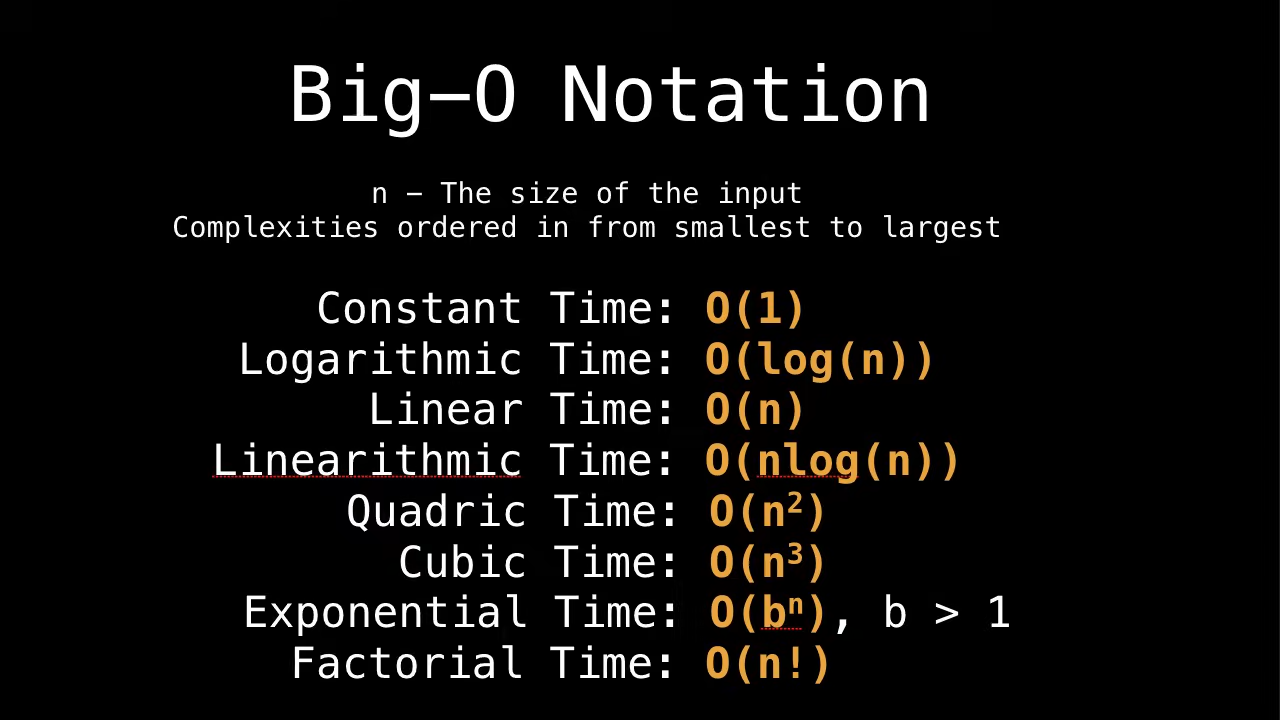 Big-O Notation
n - The size of the input
Complexities ordered in from smallest to largest
Constant Time: O(1)
Logarithmic Time: O(log(n))
Linear Time: O(n)
Linearithmic Time: O(nlog(n))
Quadric Time: O(n²)
Cubic Time: O(n³)
Exponential Time: O(bⁿ), b > 1
Factorial Time: O(n!)